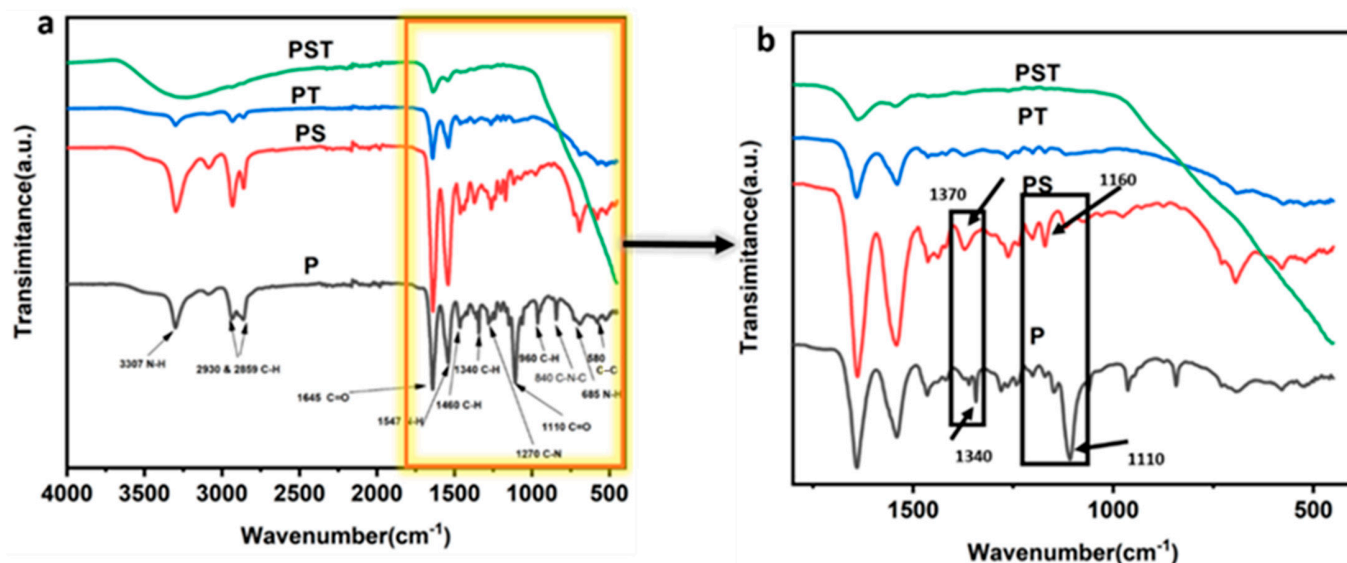 a
PST
PT
PS
P
3307 N-H
2930 & 2859 C-H
1645 C=O
1547 N-H
1460 C-H
1340 C-H
1270 C-N
1110 C=O
960 C-H
840 C-N-C
685 N-H
580
C-C
Transimitance(a.u.)
4000 3500 3000 2500 2000 1500 1000 500
Wavenumber(cm⁻¹)
b
PST
PT
PS
P
1370
1160
1340
1110
Transimitance(a.u.)
1500 1000 500
Wavenumber(cm⁻¹)